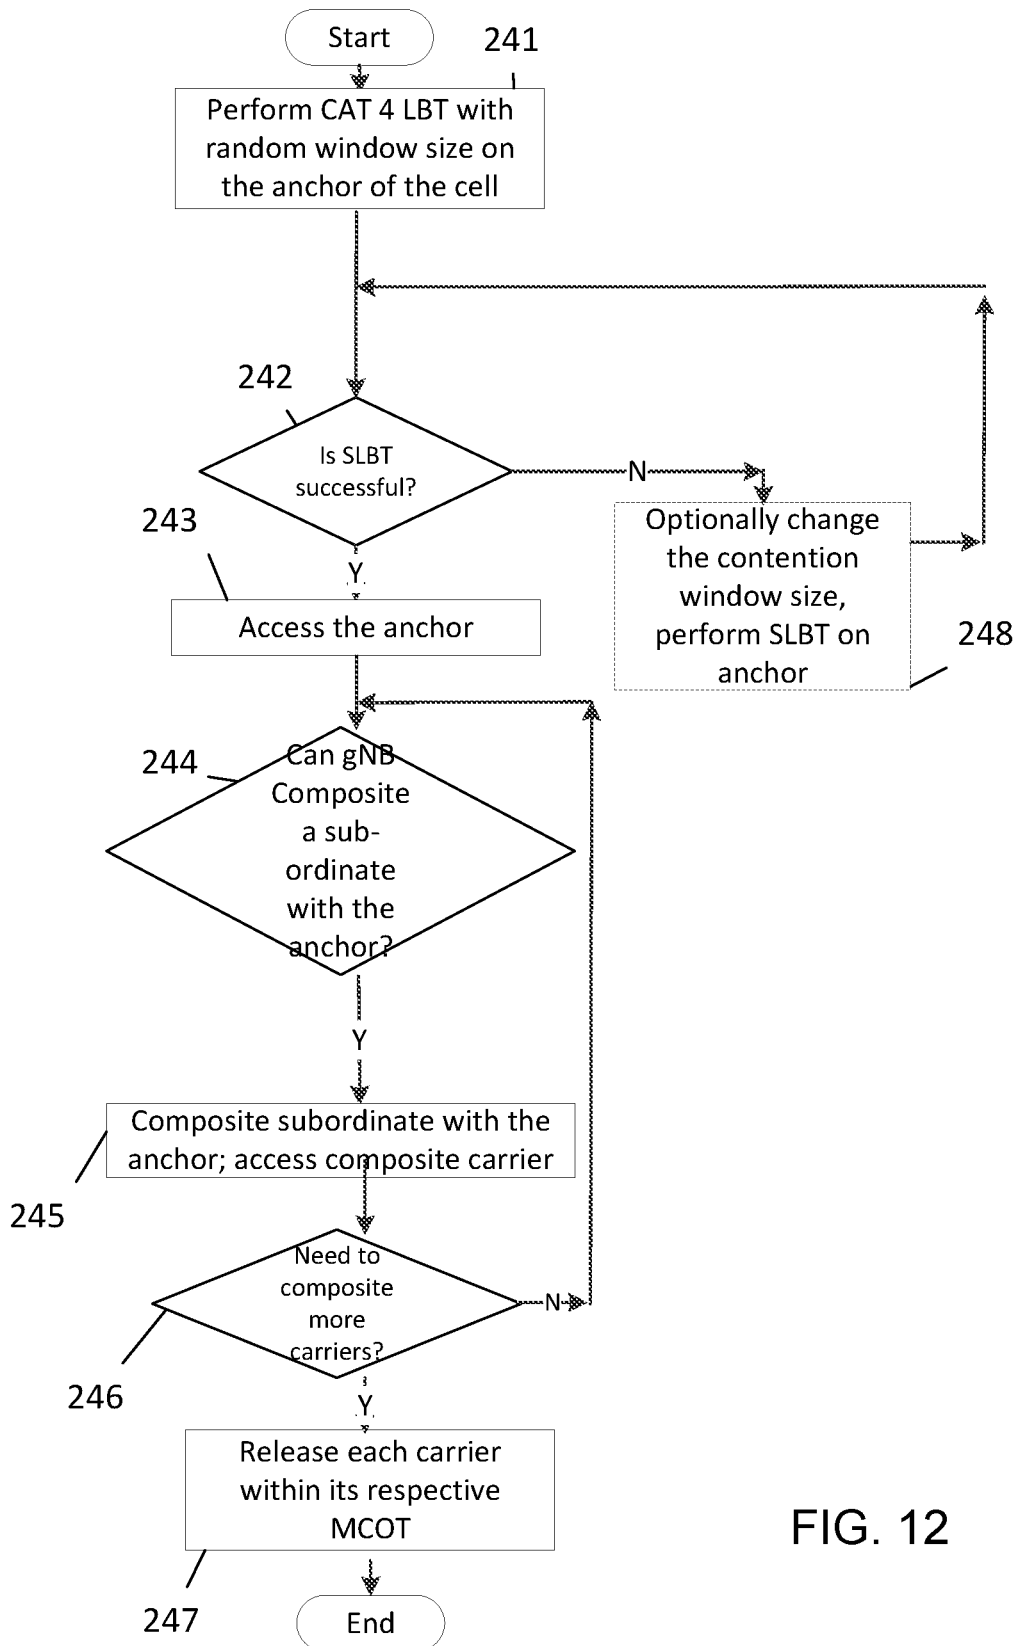 Start
241
Perform CAT 4 LBT with
random window size on
the anchor of the cell
242
Is SLBT
successful?
N
243
Y
Optionally change
the contention
window size,
perform SLBT on
anchor
248
Access the anchor
244
Can gNB
Composite
a sub-
ordinate
with the
anchor?
Y
Composite subordinate with the
anchor; access composite carrier
245
Need to
composite
more
carriers?
N
246
Y
Release each carrier
within its respective
MCOT
247
End
FIG. 12